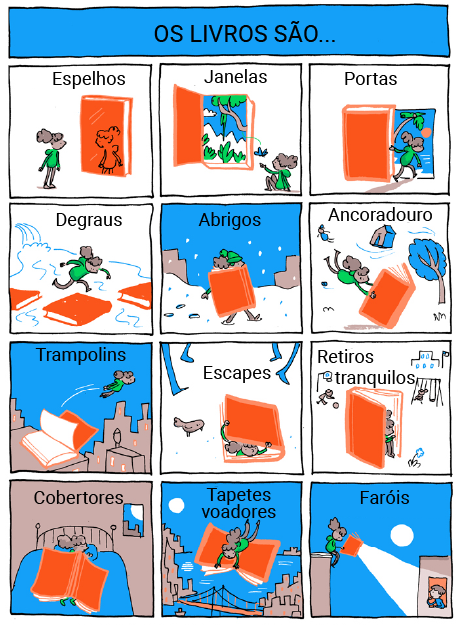 OS LIVROS SÃO...
Espelhos
Janelas
Portas
Degraus
Abrigos
Ancoradouro
Trampolins
Escapes
Retiros
tranquilos
Cobertores
Tapetes
voadores
Faróis